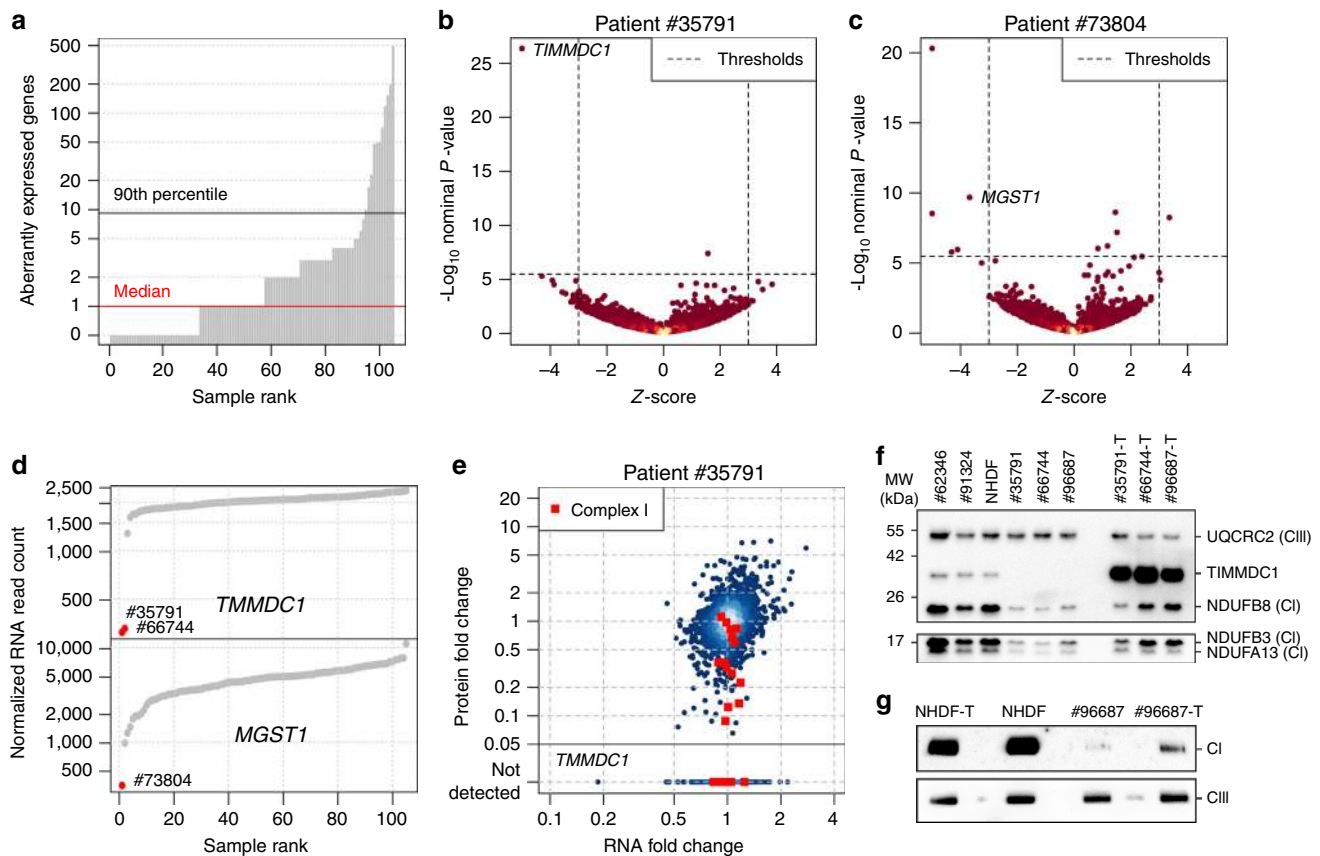 a
Aberrantly expressed genes
500
200
100
50
20
10
5
2
1
0
90th percentile
Median
0 20 40 60 80 100
Sample rank
b
Patient #35791
-Log10 nominal P -value
25
20
15
10
5
0
TIMMDC1
Thresholds
−4 −2 0 2 4
Z-score
c
Patient #73804
-Log10 nominal P -value
20
15
10
5
0
MGST1
Thresholds
−4 −2 0 2 4
Z-score
d
Normalized RNA read count
2,500
1,500
1,000
500
#35791
#66744
TMMDC1
10,000
5,000
2,000
1,000
500
MGST1
#73804
0 20 40 60 80 100
Sample rank
e
Patient #35791
Protein fold change
20
10
5
2
1
0.5
0.2
0.1
0.05
Not
detected
Complex I
TMMDC1
0.1 0.2 0.5 1 2 4
RNA fold change
f
MW
(kDa)
#62346
#91324
NHDF
#35791
#66744
#96687
#35791-T
#66744-T
#96687-T
55
42
26
17
UQCRC2 (CIII)
TIMMDC1
NDUFB8 (CI)
NDUFB3 (CI)
NDUFA13 (CI)
g
NHDF-T NHDF #96687 #96687-T
CI
CIII